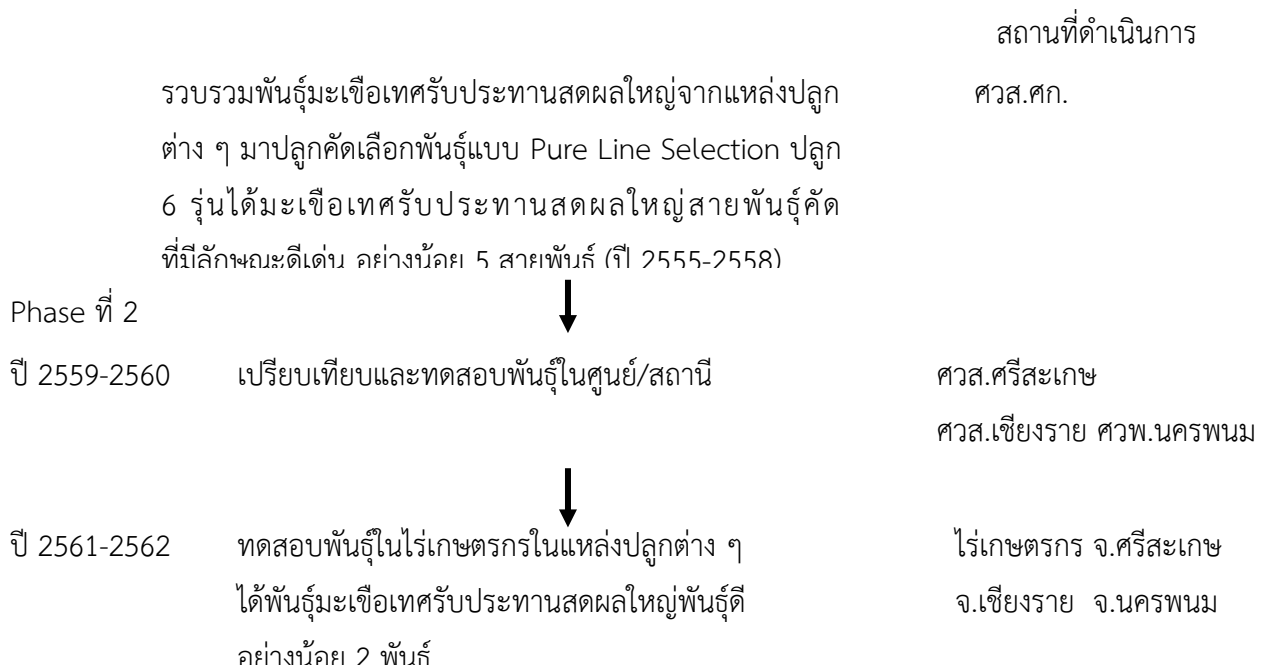 สถานที่ดำเนินการ
รวบรวมพันธุ์มะเขือเทศรับประทานสดผลใหญ่จากแหล่งปลูก ศวส.ศก.
ต่าง ๆ มาปลูกคัดเลือกพันธุ์แบบ Pure Line Selection ปลูก
6 รุ่นได้มะเขือเทศรับประทานสดผลใหญ่สายพันธุ์คัด
ที่มีลักษณะดีเด่น อย่างน้อย 5 สายพันธุ์ (ปี 2555-2558)
Phase ที่ 2
ปี 2559-2560 เปรียบเทียบและทดสอบพันธุ์ในศูนย์/สถานี ศวส.ศรีสะเกษ
ศวส.เชียงราย ศวพ.นครพนม
ปี 2561-2562 ทดสอบพันธุ์ในไร่เกษตรกรในแหล่งปลูกต่าง ๆ ไร่เกษตรกร จ.ศรีสะเกษ
ได้พันธุ์มะเขือเทศรับประทานสดผลใหญ่พันธุ์ดี จ.เชียงราย จ.นครพนม
อย่างน้อย 2 พันธุ์